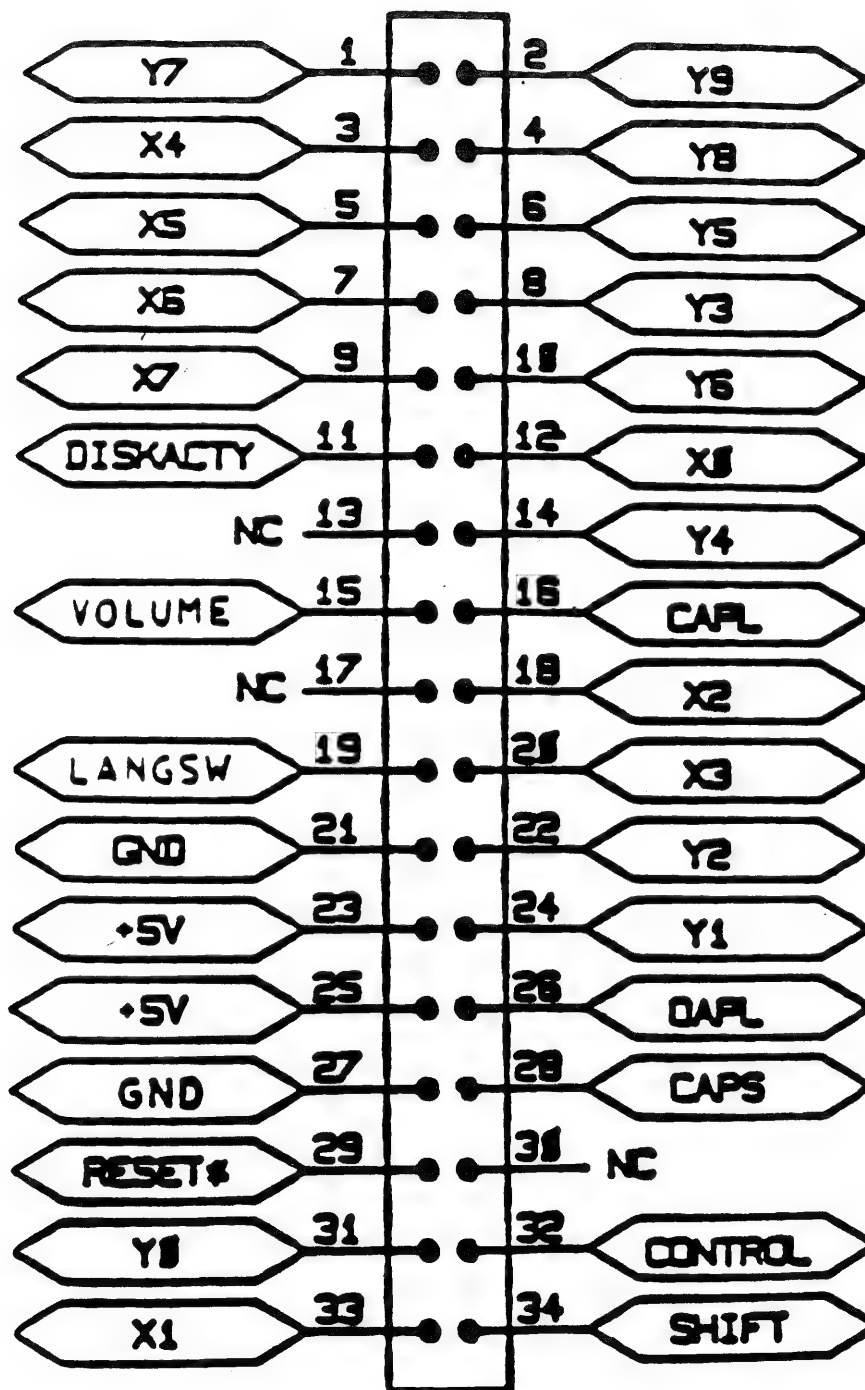 Y7 1 2 Y9
X4 3 4 Y8
X5 5 6 Y5
X6 7 8 Y3
X7 9 10 Y6
DISKACTY 11 12 X0
NC 13 14 Y4
VOLUME 15 16 CAPL
NC 17 18 X2
LANGSW 19 20 X3
GND 21 22 Y2
+5V 23 24 Y1
+5V 25 26 OAPL
GND 27 28 CAPS
RESET* 29 30 NC
Y0 31 32 CONTROL
X1 33 34 SHIFT